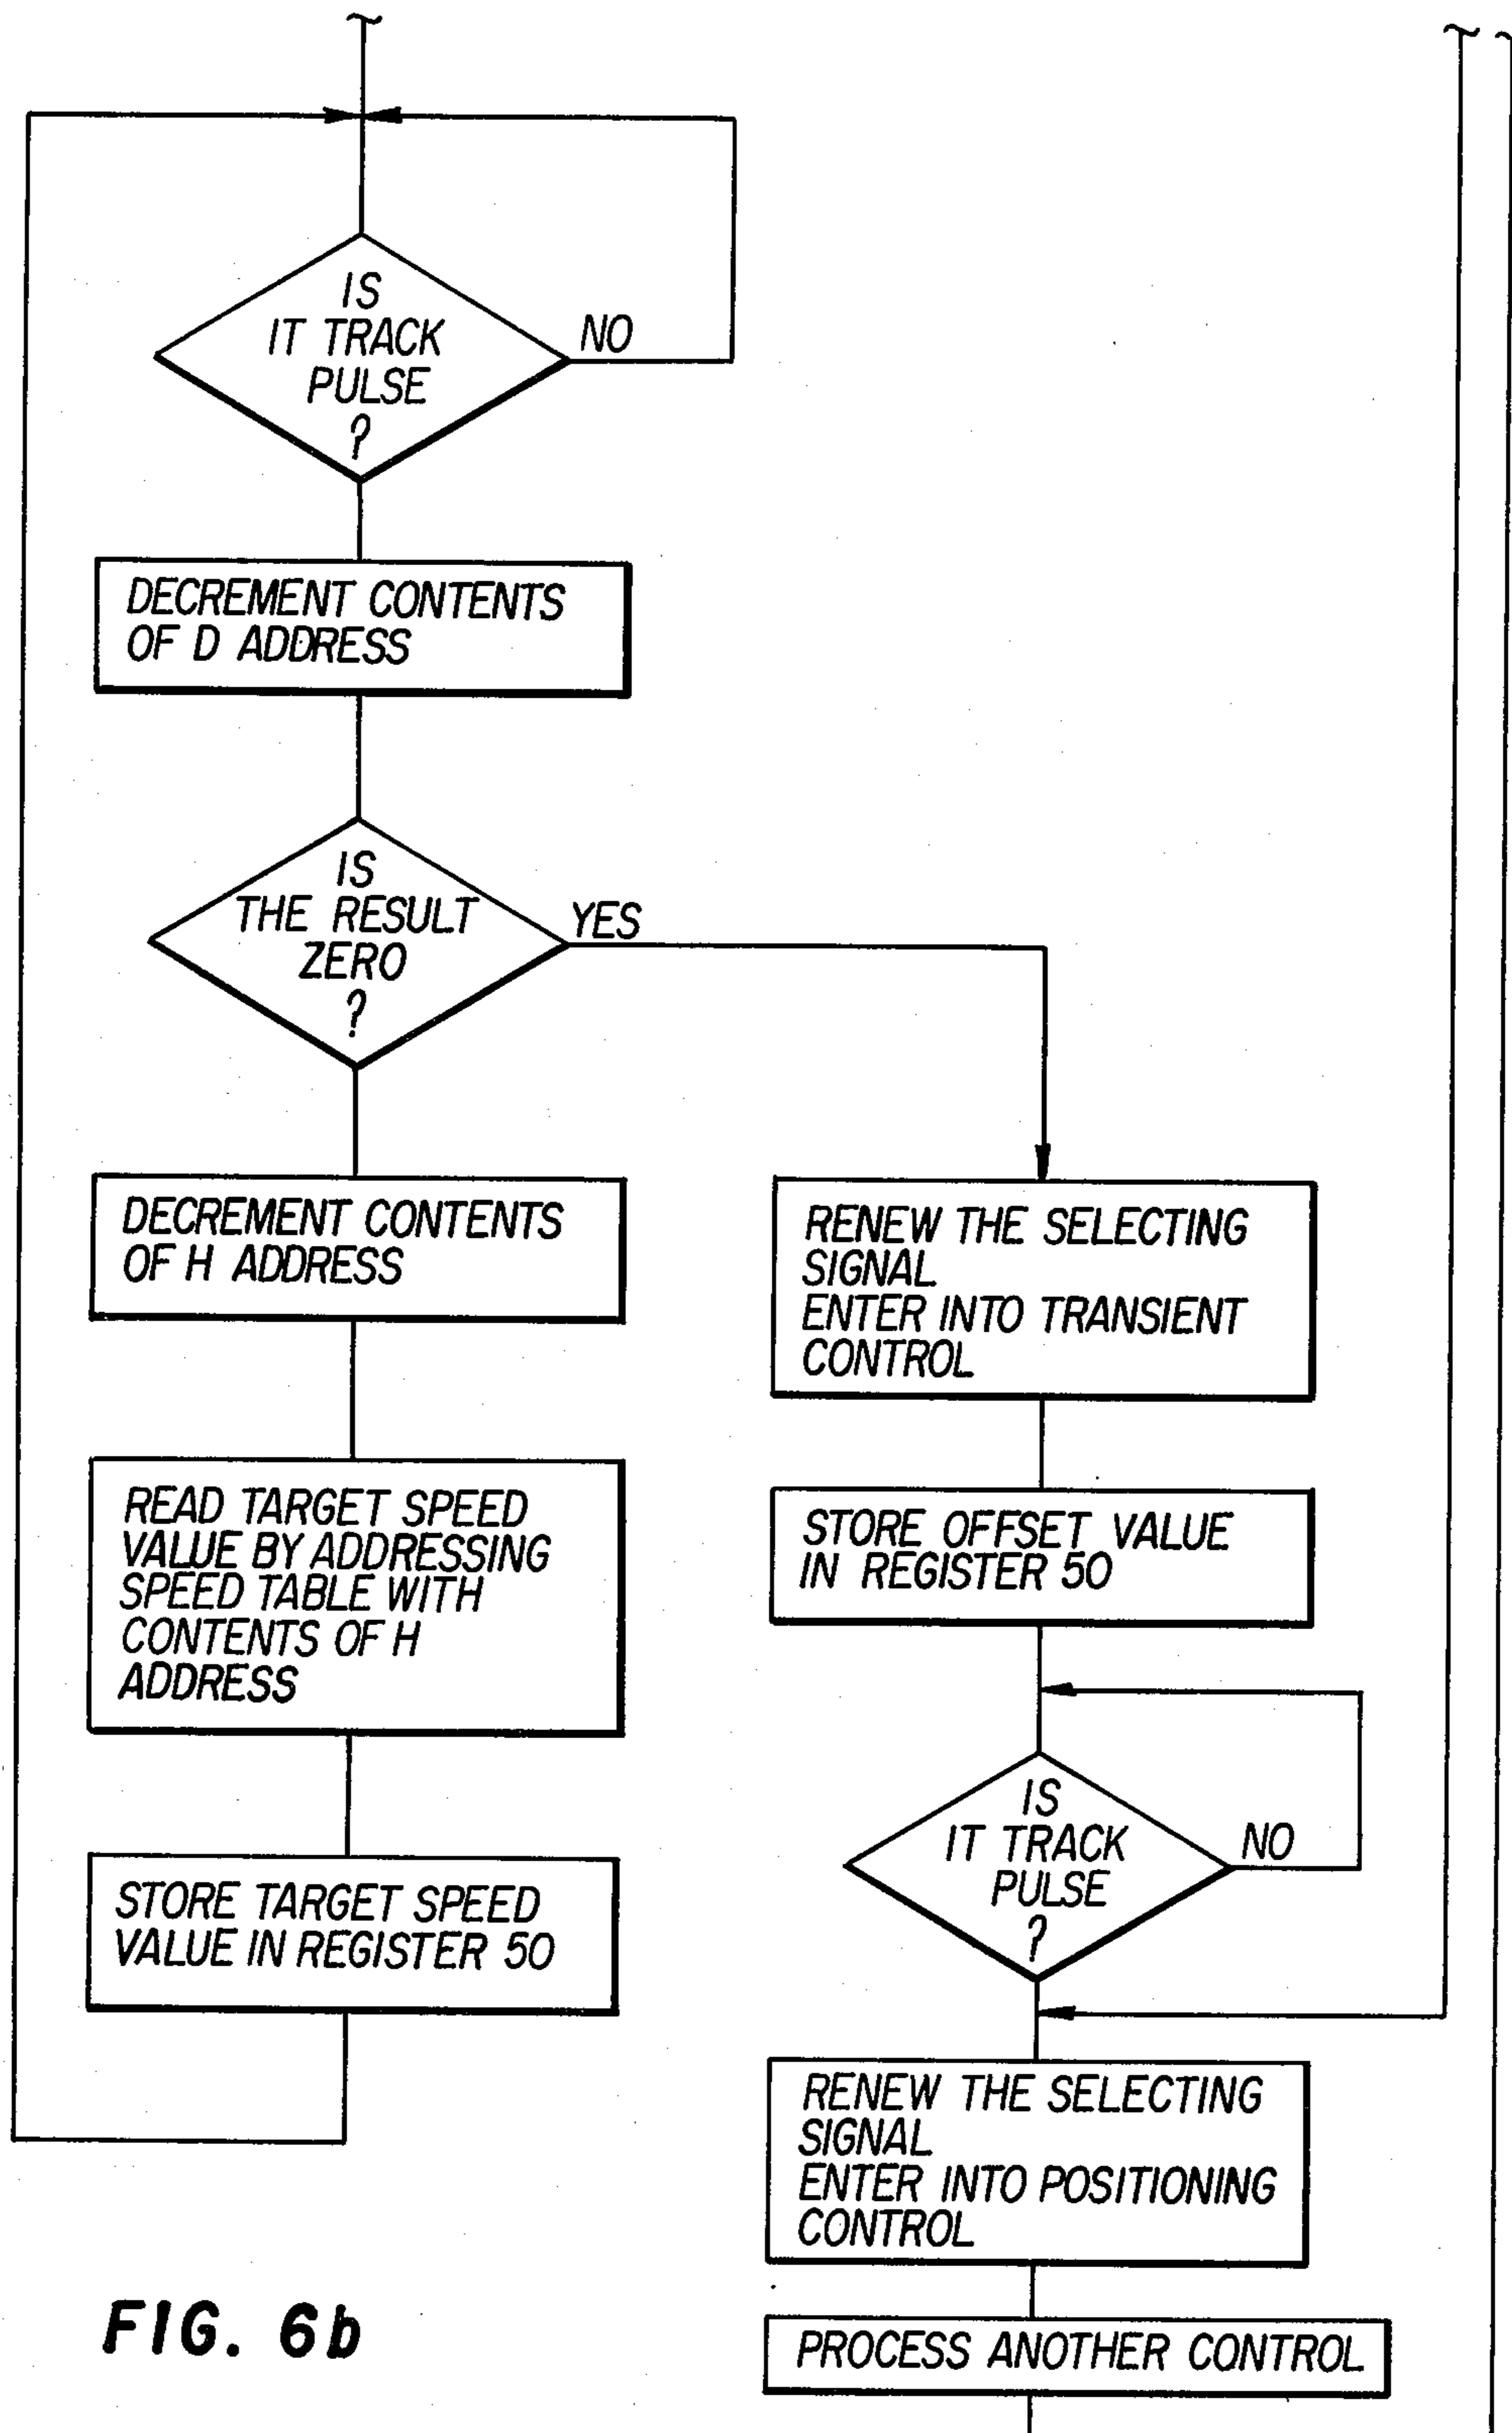 IS
IT TRACK
PULSE
?
NO
DECREMENT CONTENTS
OF D ADDRESS
IS
THE RESULT
ZERO
?
YES
DECREMENT CONTENTS
OF H ADDRESS
READ TARGET SPEED
VALUE BY ADDRESSING
SPEED TABLE WITH
CONTENTS OF H
ADDRESS
STORE TARGET SPEED
VALUE IN REGISTER 50
RENEW THE SELECTING
SIGNAL
ENTER INTO TRANSIENT
CONTROL
STORE OFFSET VALUE
IN REGISTER 50
IS
IT TRACK
PULSE
?
NO
RENEW THE SELECTING
SIGNAL
ENTER INTO POSITIONING
CONTROL
PROCESS ANOTHER CONTROL
FIG. 6b